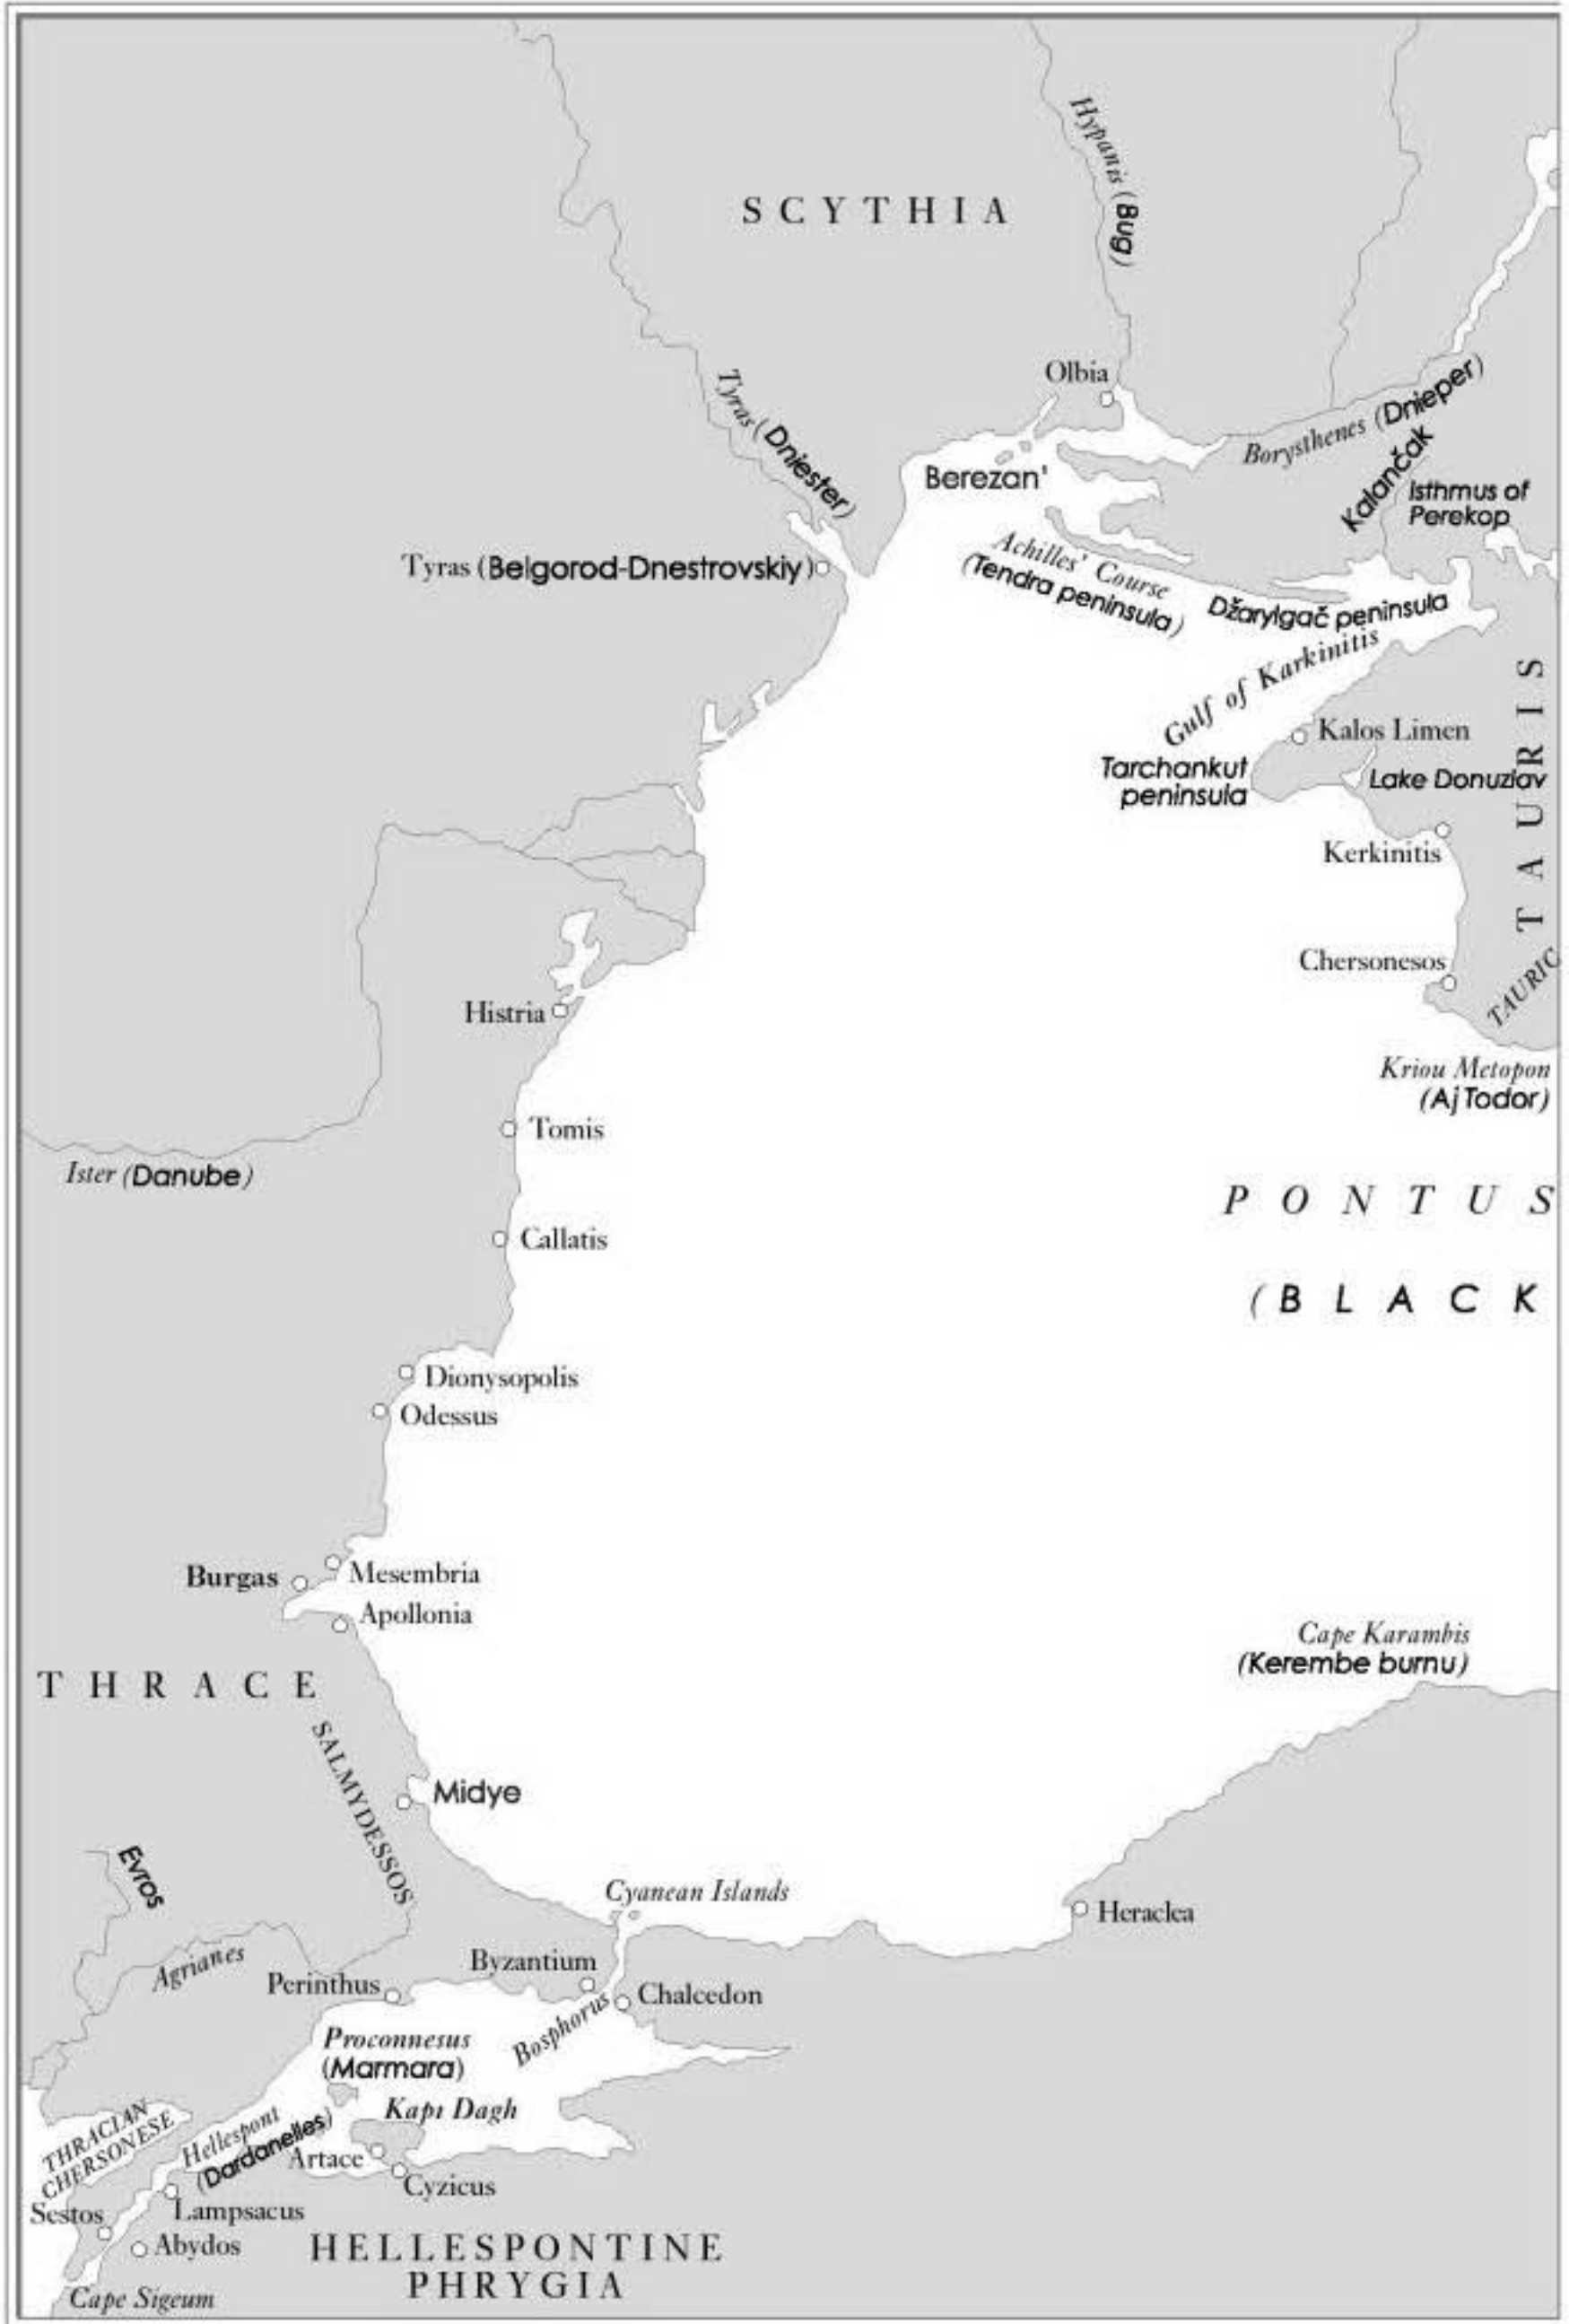 Hypanis (Bug)
SCYTHIA
Olbia
Tyras (Dniester)
Borysthenes (Dnieper)
Kalančak
Berezan'
Isthmus of
Perekop
Achilles' Course
(Tendra peninsula)
Tyras (Belgorod-Dnestrovskiy)
Džarylgač peninsula
Gulf of Karkinitis
TAURIS
Kalos Limen
Tarchankut
peninsula
Lake Donuzlav
Kerkinitis
Chersonesos
TAURIC
Histria
Kriou Metopon
(Aj Todor)
Tomis
Ister (Danube)
PONTUS
Callatis
(BLACK
Dionysopolis
Odessus
Mesembria
Burgas
Apollonia
Cape Karambis
(Kerembe burnu)
THRACE
SALMYDESSOS
Midye
Evros
Cyanean Islands
Heraclea
Agrianes
Byzantium
Perinthus
Chalcedon
Bosphorus
Proconnesus
(Marmara)
Kapı Dagh
THRACIAN
CHERSONESE
Hellespont
(Dardanelles)
Artace
Cyzicus
Sestos
Lampsacus
Abydos
HELLESPONTINE
PHRYGIA
Cape Sigeum